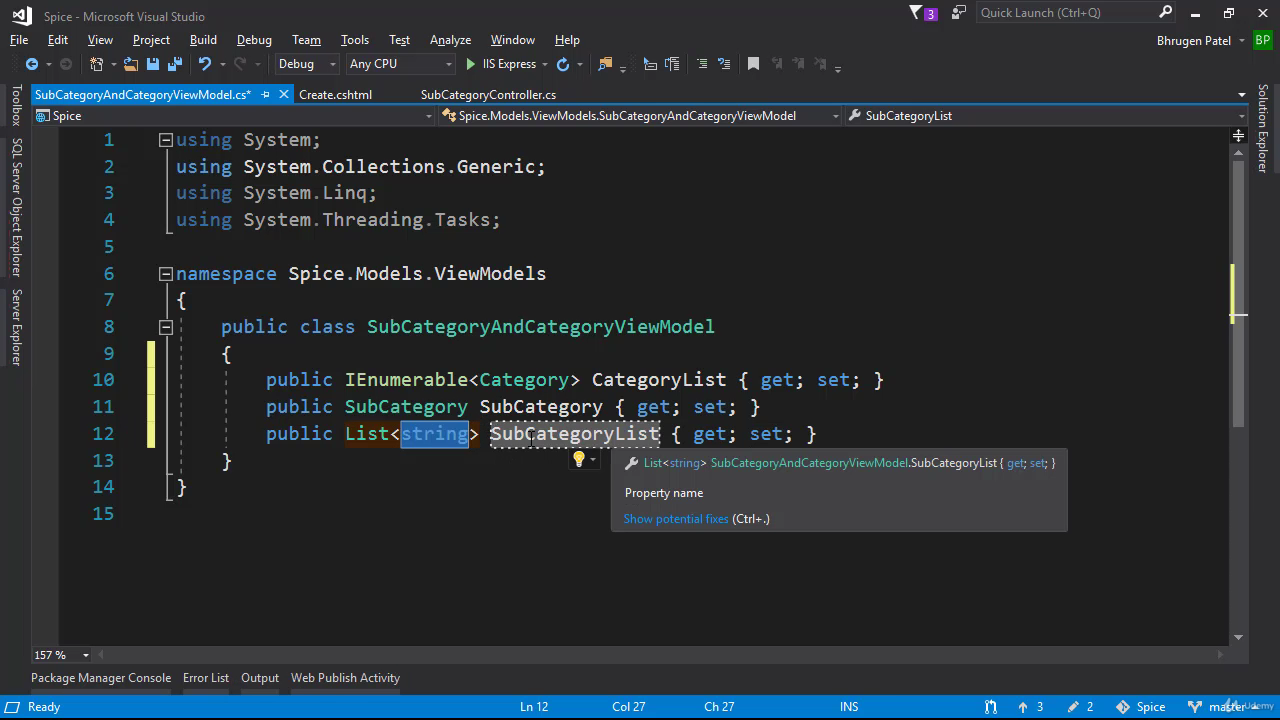 Spice - Microsoft Visual Studio
3
Quick Launch (Ctrl+Q)
File Edit View Project Build Debug Team Tools Test Analyze Window Help
Bhrugen Patel BP
Debug Any CPU IIS Express
SubCategoryAndCategoryViewModel.cs* Create.cshtml SubCategoryController.cs
Spice Spice.Models.ViewModels.SubCategoryAndCategoryViewModel SubCategoryList
Toolbox
SQL Server Object Explorer
Server Explorer
Solution Explorer
1 using System;
2 using System.Collections.Generic;
3 using System.Linq;
4 using System.Threading.Tasks;
5
6 namespace Spice.Models.ViewModels
7 {
8 public class SubCategoryAndCategoryViewModel
9 {
10 public IEnumerable<Category> CategoryList { get; set; }
11 public SubCategory SubCategory { get; set; }
12 public List<string> SubCategoryList { get; set; }
13 }
14 }
15
List<string> SubCategoryAndCategoryViewModel.SubCategoryList { get; set; }
Property name
Show potential fixes (Ctrl+.)
157 %
Package Manager Console Error List Output Web Publish Activity
Ready Ln 12 Col 27 Ch 27 INS 3 2 Spice master
Udemy